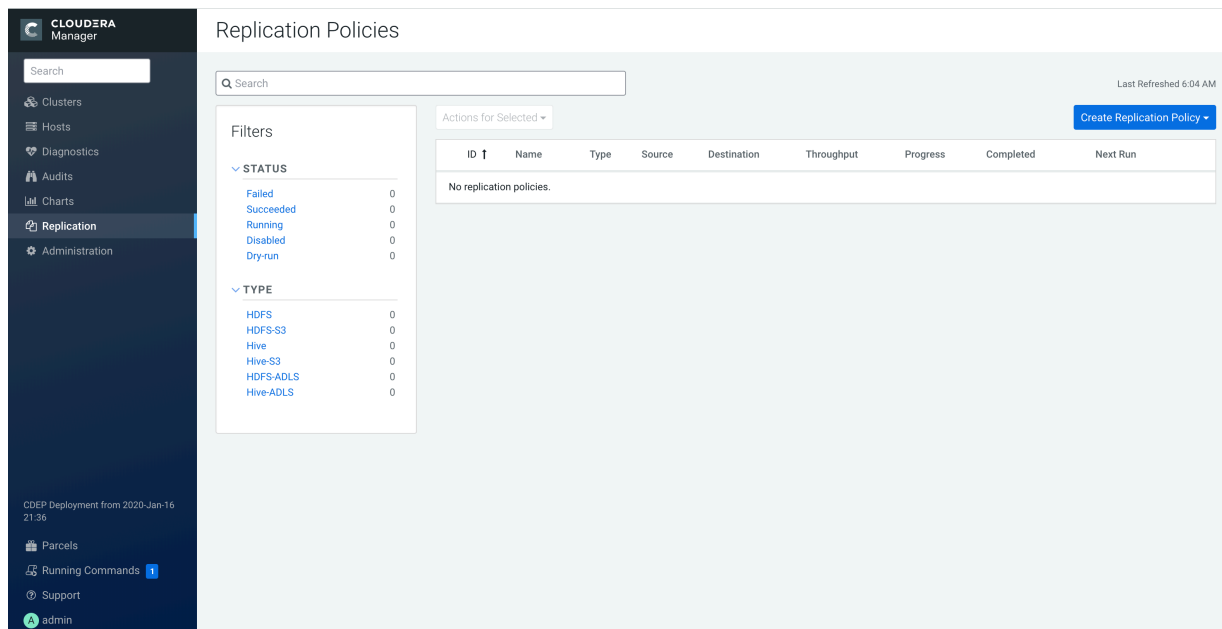 CLOUDERA
Manager
Search
Clusters
Hosts
Diagnostics
Audits
Charts
Replication
Administration
CDEP Deployment from 2020-Jan-16
21:36
Parcels
Running Commands 1
Support
A admin
Replication Policies
Search
Last Refreshed 6:04 AM
Filters
STATUS
Failed 0
Succeeded 0
Running 0
Disabled 0
Dry-run 0
TYPE
HDFS 0
HDFS-S3 0
Hive 0
Hive-S3 0
HDFS-ADLS 0
Hive-ADLS 0
Actions for Selected
Create Replication Policy
ID Name Type Source Destination Throughput Progress Completed Next Run
No replication policies.